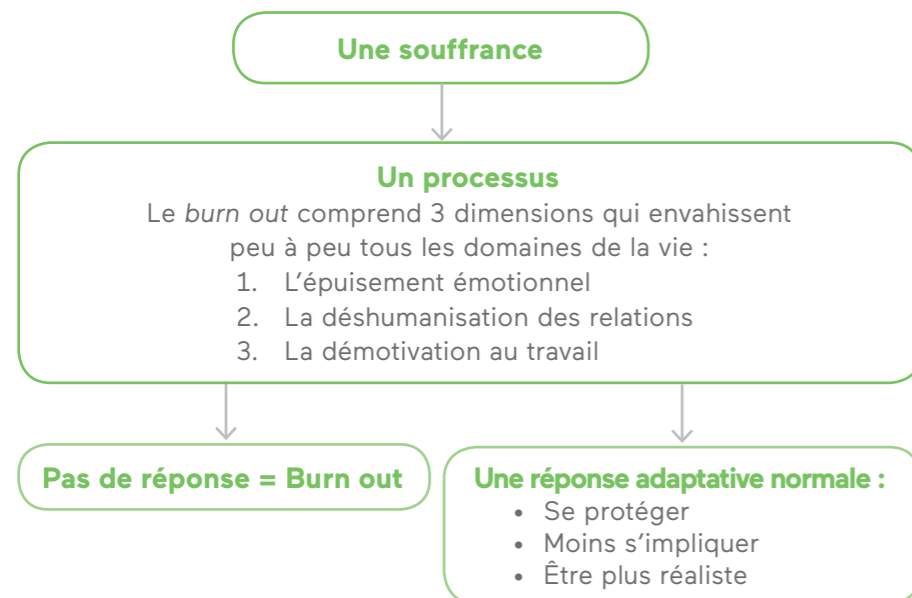 Une souffrance
Un processus
Le burn out comprend 3 dimensions qui envahissent
peu à peu tous les domaines de la vie :
1. L'épuisement émotionnel
2. La déshumanisation des relations
3. La démotivation au travail
Pas de réponse = Burn out
Une réponse adaptative normale :
• Se protéger
• Moins s'impliquer
• Être plus réaliste